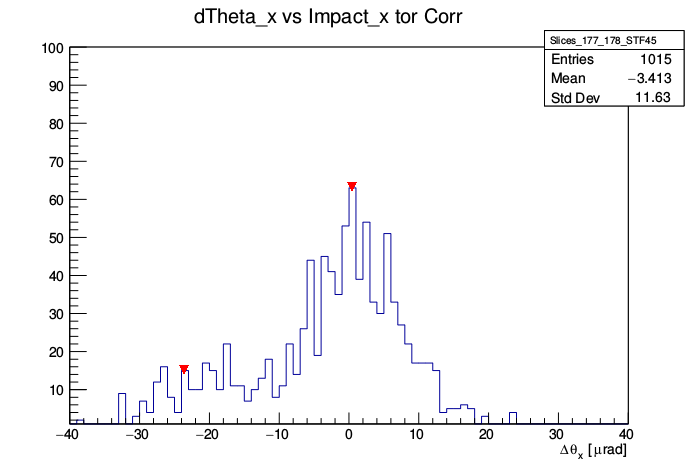 dTheta_x vs Impact_x tor Corr
Slices_177_178_STF45
Entries 1015
Mean −3.413
Std Dev 11.63
100
90
80
70
60
50
40
30
20
10
−40 −30 −20 −10 0 10 20 30 40
Δθx [μrad]